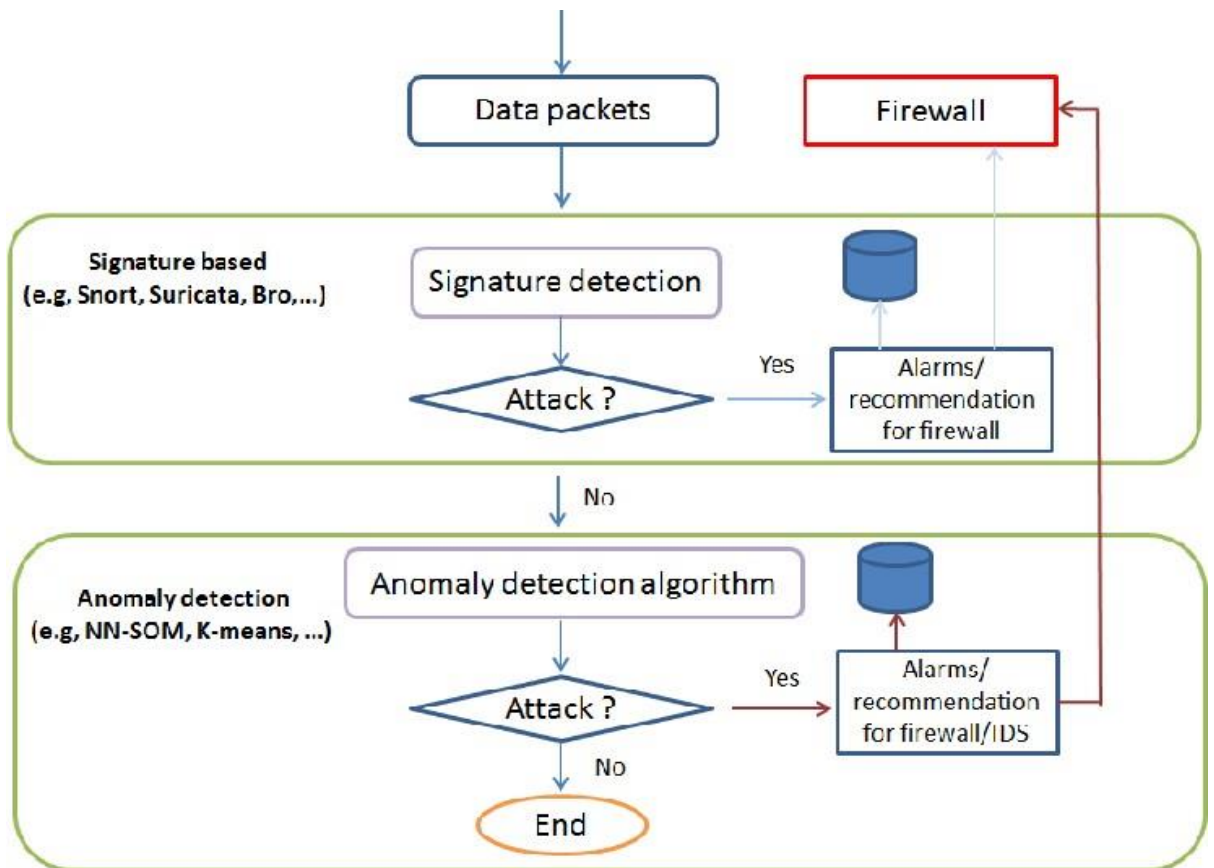 Data packets
Firewall
Signature based
(e.g, Snort, Suricata, Bro,...)
Signature detection
Attack ?
Yes
Alarms/
recommendation
for firewall
No
Anomaly detection
(e.g, NN-SOM, K-means, ...)
Anomaly detection algorithm
Attack ?
Yes
Alarms/
recommendation
for firewall/IDS
No
End